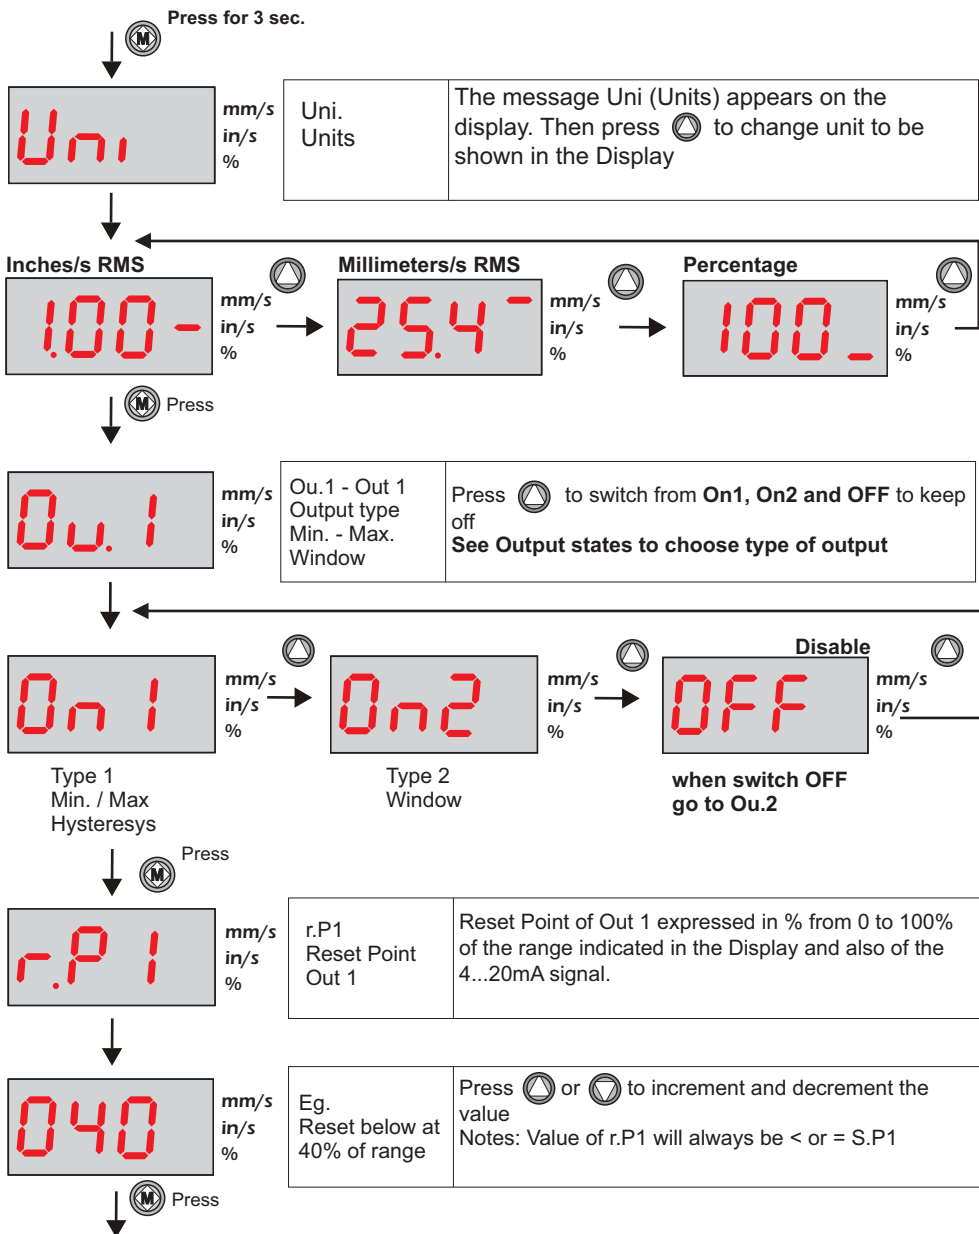 Press for 3 sec.
M
Uni
mm/s
in/s
%
Uni.
Units
The message Uni (Units) appears on the
display. Then press to change unit to be
shown in the Display
Inches/s RMS
1.00-
mm/s
in/s
%
Millimeters/s RMS
25.4-
mm/s
in/s
%
Percentage
100_
mm/s
in/s
%
M Press
Ou.1
mm/s
in/s
%
Ou.1 - Out 1
Output type
Min. - Max.
Window
Press to switch from On1, On2 and OFF to keep
off
See Output states to choose type of output
On1
mm/s
in/s
%
Type 1
Min. / Max
Hysteresys
On2
mm/s
in/s
%
Type 2
Window
Disable
OFF
mm/s
in/s
%
when switch OFF
go to Ou.2
Press
M
r.P1
mm/s
in/s
%
r.P1
Reset Point
Out 1
Reset Point of Out 1 expressed in % from 0 to 100%
of the range indicated in the Display and also of the
4...20mA signal.
040
mm/s
in/s
%
Eg.
Reset below at
40% of range
Press or to increment and decrement the
value
Notes: Value of r.P1 will always be < or = S.P1
M Press